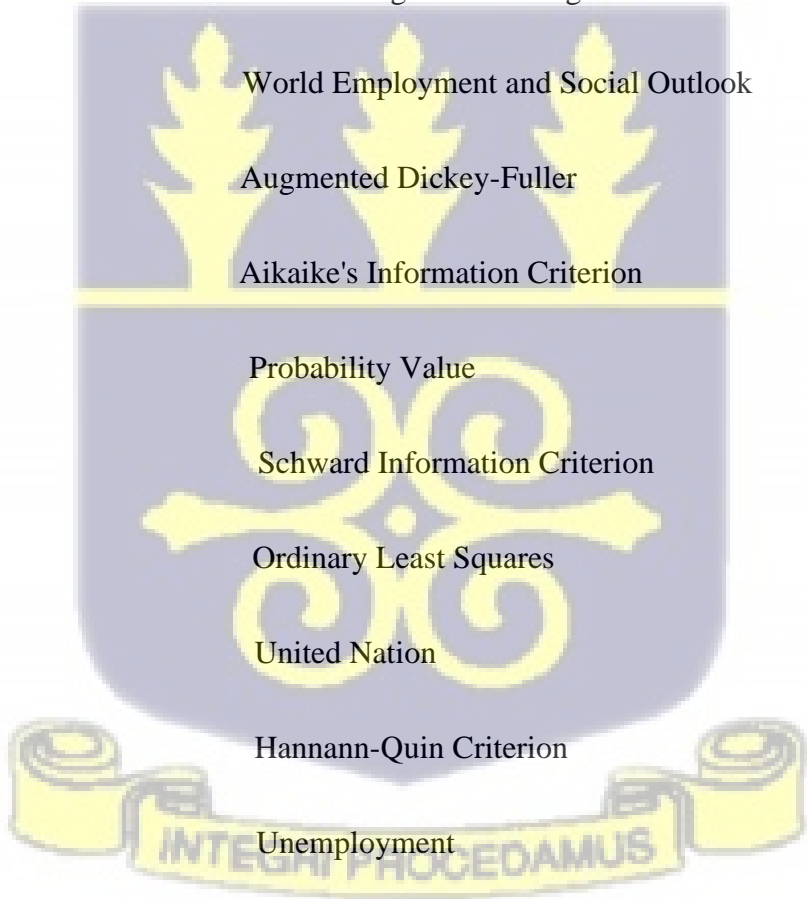 World Employment and Social Outlook
Augmented Dickey-Fuller
Aikaike's Information Criterion
Probability Value
Schward Information Criterion
Ordinary Least Squares
United Nation
Hannann-Quin Criterion
Unemployment
INTEGRI PROCEDAMUS